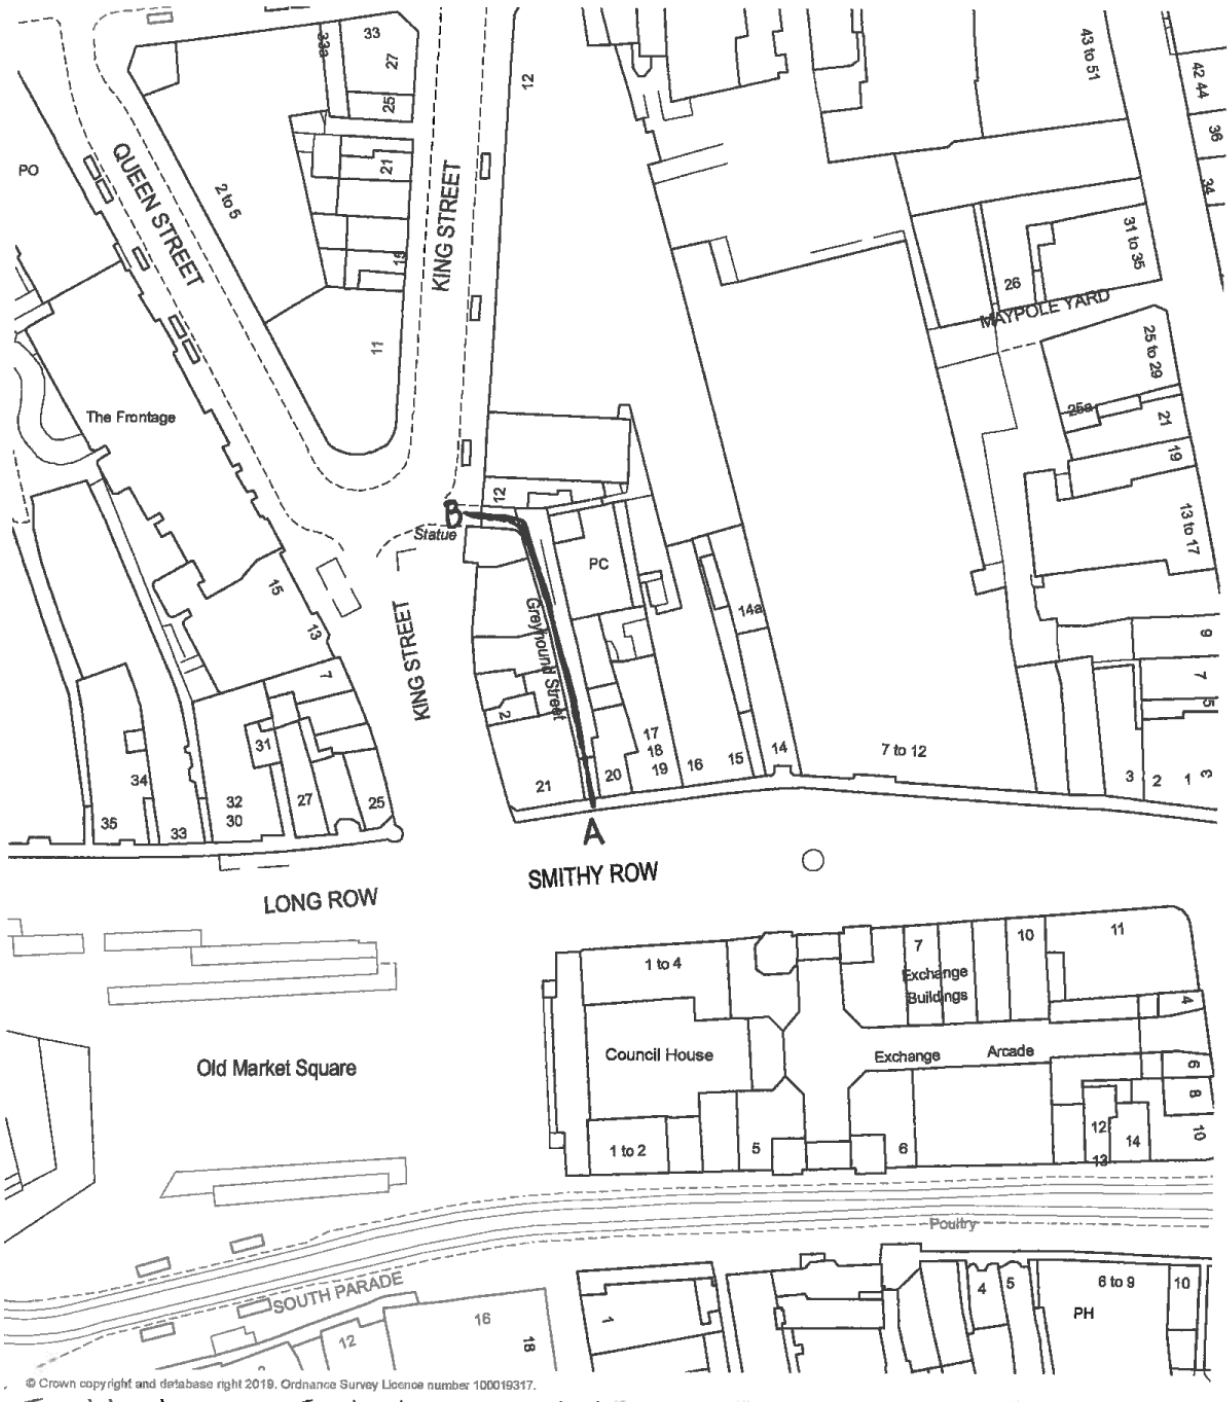 33a
33
27
25
12
43 to 51
42 44
36
34
PO
QUEEN STREET
2 to 5
21
KING STREET
15
31 to 35
26
MAYPOLE YARD
11
25 to 29
The Frontage
25a
21
19
12
B
Statue
13 to 17
PC
15
13
KING STREET
Greyhound Street
14a
9
7
5
7
2
31
34
32
30
27
25
35
33
21
20
17
18
19
16
15
14
7 to 12
3
2
1
3
A
SMITHY ROW
LONG ROW
1 to 4
7
10
11
Exchange
Buildings
4
Old Market Square
Council House
Exchange
Arcade
6
8
1 to 2
5
6
12
13
14
10
Poultry
SOUTH PARADE
16
18
12
1
4
5
6 to 9
10
PH
© Crown copyright and database right 2019. Ordnance Survey Licence number 100019317.